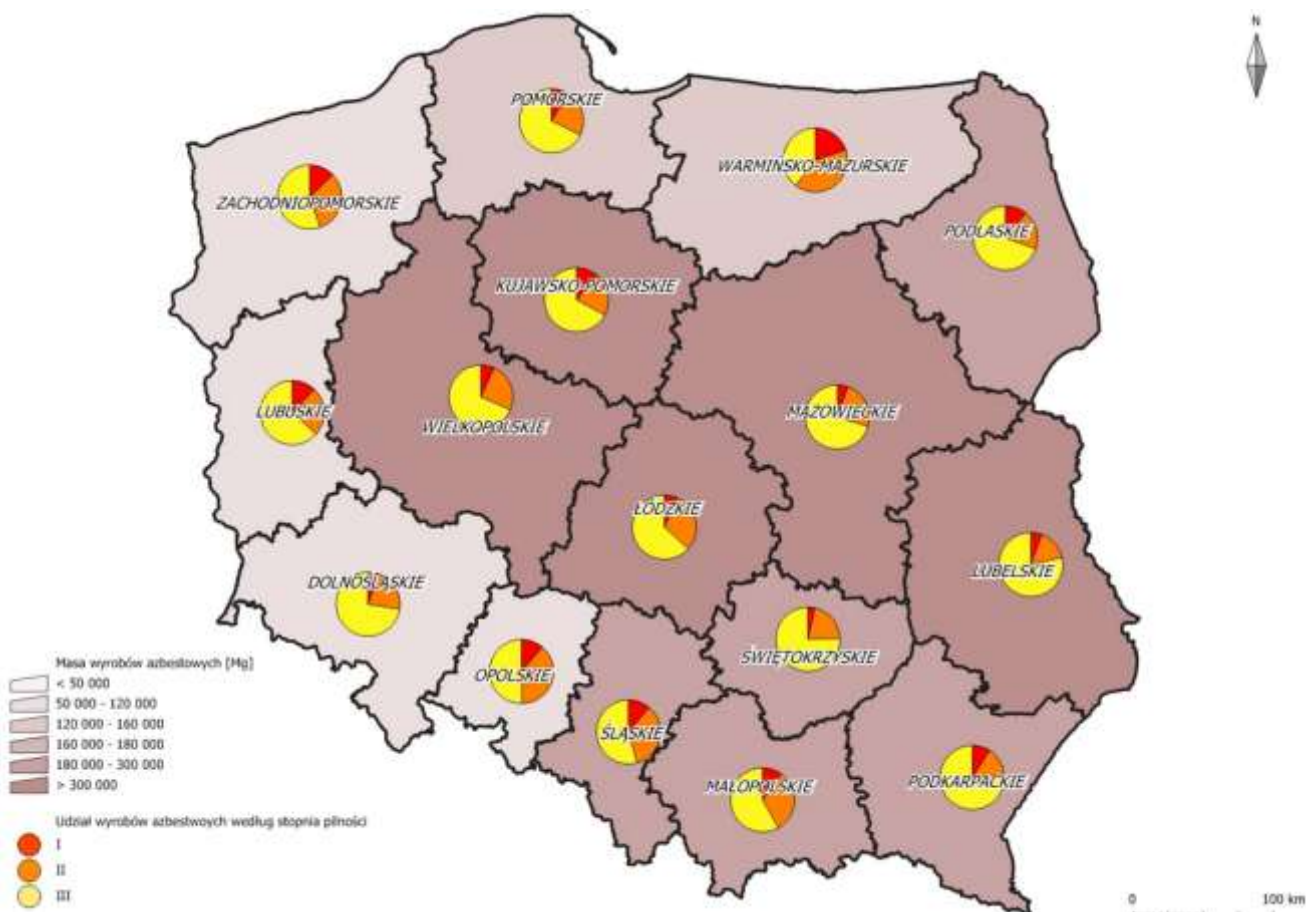 N
POMORSKIE
WARMIŃSKO-MAZURSKIE
ZACHODNIOPOMORSKIE
PODLASKIE
KUJAWSKO-POMORSKIE
LUBUSKIE
WIELKOPOLSKIE
MAZOWIECKIE
ŁÓDZKIE
LUBELSKIE
DOLNOŚLĄSKIE
ŚWIĘTOKRZYSKIE
OPOLSKIE
ŚLĄSKIE
MAŁOPOLSKIE
PODKARPACKIE
Masa wyrobów azbestowych [Mg]
< 50 000
50 000 - 120 000
120 000 - 160 000
160 000 - 180 000
180 000 - 300 000
> 300 000
Udział wyrobów azbestwoych według stopnia pilności
I
II
III
0 100 km